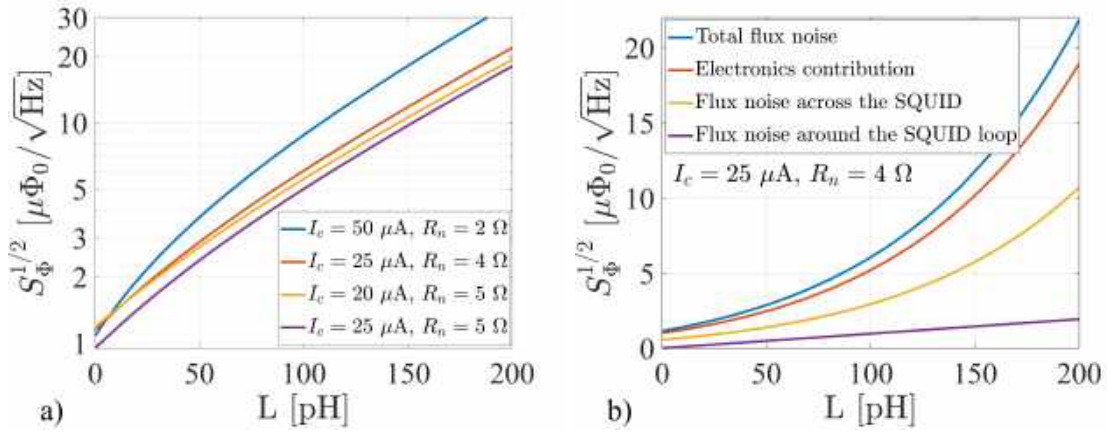 30
20
10
5
3
2
1
S_Φ^{1/2} [μΦ₀/√Hz]
I_c = 50 μA, R_n = 2 Ω
I_c = 25 μA, R_n = 4 Ω
I_c = 20 μA, R_n = 5 Ω
I_c = 25 μA, R_n = 5 Ω
0 50 100 150 200
L [pH]
a)
20
15
10
5
0
S_Φ^{1/2} [μΦ₀/√Hz]
Total flux noise
Electronics contribution
Flux noise across the SQUID
Flux noise around the SQUID loop
I_c = 25 μA, R_n = 4 Ω
0 50 100 150 200
L [pH]
b)